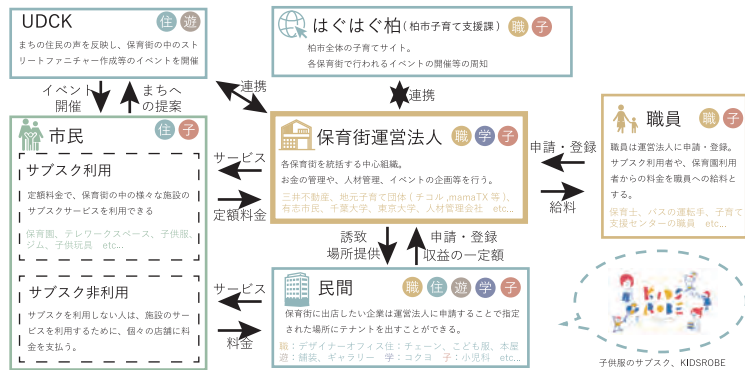 UDCK
住 遊
まちの住民の声を反映し、保育街の中のスト
リートファニチャー作成等のイベントを開催
はぐはぐ柏(柏市子育て支援課)
職 子
柏市全体の子育てサイト。
各保育街で行われるイベントの開催等の周知
イベント
開催
まちへ
の提案
連携
連携
市民
住 子
サブスク利用
定額料金で、保育街の中の様々な施設の
サブスクサービスを利用できる
保育園、テレワークスペース、子供服、
ジム、子供玩具 etc...
サブスク非利用
サブスクを利用しない人は、施設のサー
ビスを利用するために、個々の店舗に料
金を支払う。
サービス
定額料金
サービス
料金
保育街運営法人
職 学 子
各保育街を統括する中心組織。
お金の管理や、人材管理、イベントの企画等を行う。
三井不動産、地元子育て団体(チコル,mamaTX等)、
有志市民、千葉大学、東京大学、人材管理会社 etc...
申請・登録
給料
職員
職 子
職員は運営法人に申請・登録。
サブスク利用者や、保育園利用
者からの料金を職員への給料と
する。
保育士、バスの運転手、子育て
支援センターの職員 etc...
誘致
場所提供
申請・登録
収益の一定額
民間
職 住 遊 学 子
保育街に出店したい企業は運営法人に申請することで指
定された場所にテナントを出すことができる。
職：デザイナーオフィス住：チェーン、こども服、本屋
遊：舗装、ギャラリー 学：コクヨ 子：小児科 etc...
KIDS
ROBE
子供服のサブスク、KIDSROBE